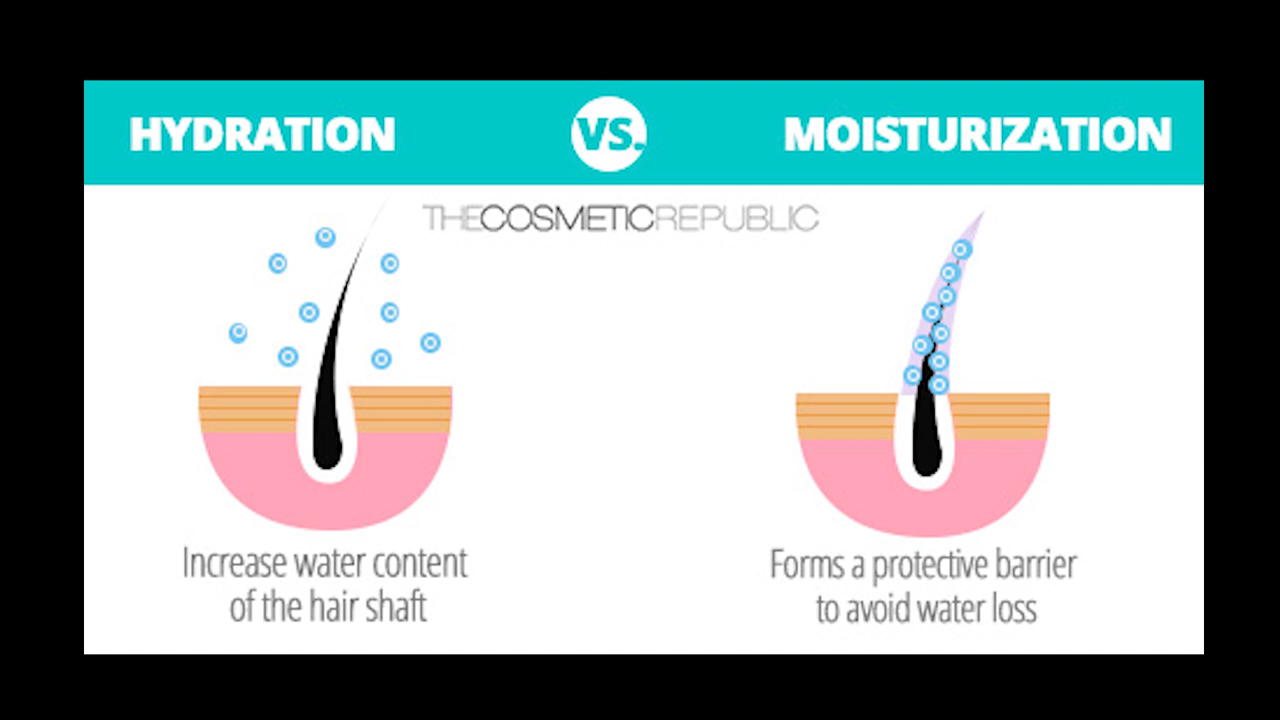 HYDRATION VS. MOISTURIZATION
THECOSMETICREPUBLIC
Increase water content
of the hair shaft
Forms a protective barrier
to avoid water loss